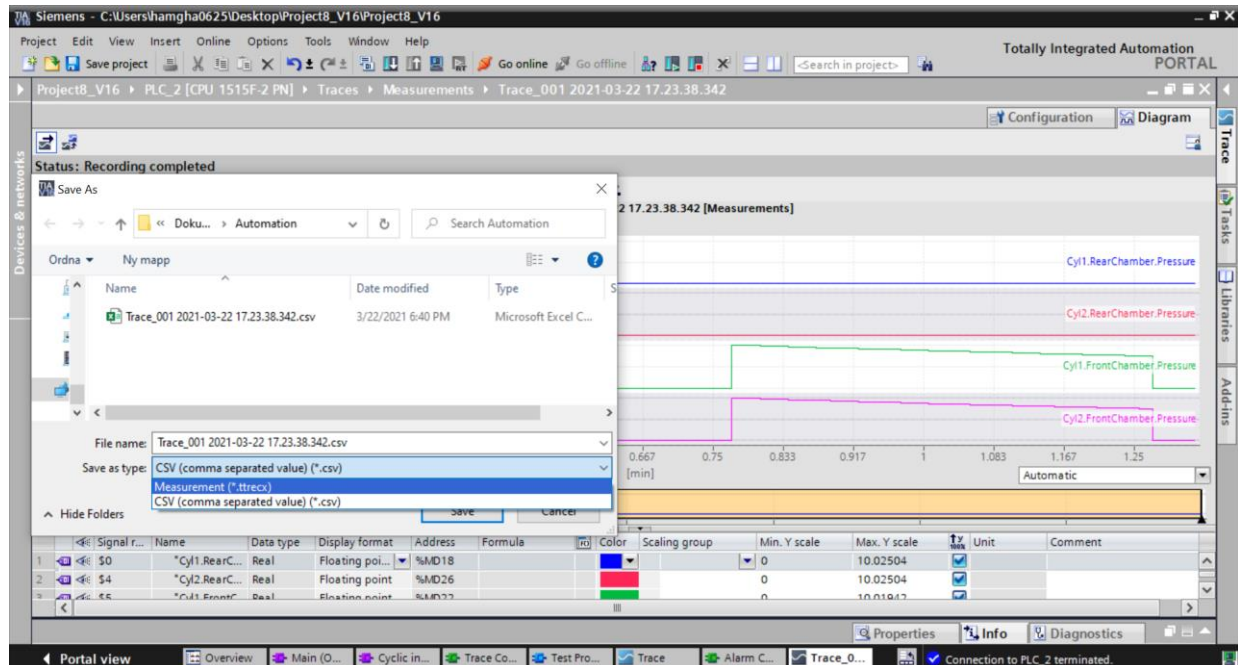 Siemens - C:\Users\hamgha0625\Desktop\Project8_V16\Project8_V16
Project Edit View Insert Online Options Tools Window Help
Totally Integrated Automation
PORTAL
Save project Go online Go offline <Search in project>
Project8_V16 PLC_2 [CPU 1515F-2 PN] Traces Measurements Trace_001 2021-03-22 17.23.38.342
Configuration Diagram
Status: Recording completed
Save As
2 17.23.38.342 [Measurements]
« Doku... › Automation Search Automation
Ordna Ny mapp
Name Date modified Type S
Trace_001 2021-03-22 17.23.38.342.csv 3/22/2021 6:40 PM Microsoft Excel C...
File name: Trace_001 2021-03-22 17.23.38.342.csv
Save as type: CSV (comma separated value) (*.csv)
Measurement (*.ttrecx)
CSV (comma separated value) (*.csv)
Hide Folders Save Cancel
Cyl1.RearChamber.Pressure
Cyl2.RearChamber.Pressure
Cyl1.FrontChamber.Pressure
Cyl2.FrontChamber.Pressure
0.667 0.75 0.833 0.917 1 1.083 1.167 1.25
[min] Automatic
Signal r... Name Data type Display format Address Formula Color Scaling group Min. Y scale Max. Y scale Unit Comment
1 $0 "Cyl1.RearC... Real Floating poi... %MD18 0 10.02504
2 $4 "Cyl2.RearC... Real Floating point %MD26 0 10.02504
3 $5 "Cyl1.FrontC... Real Floating point %MD22 0 10.01942
Properties Info Diagnostics
Portal view Overview Main (O... Cyclic in... Trace Co... Test Pro... Trace Alarm C... Trace_0... Connection to PLC_2 terminated.
Devices & networks
Trace
Tasks
Libraries
Add-ins